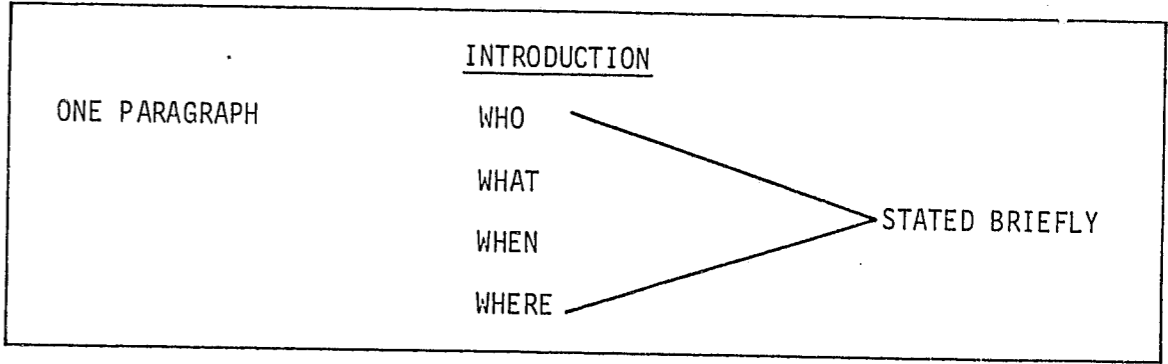 INTRODUCTION
ONE PARAGRAPH
WHO
WHAT
WHEN
WHERE
STATED BRIEFLY